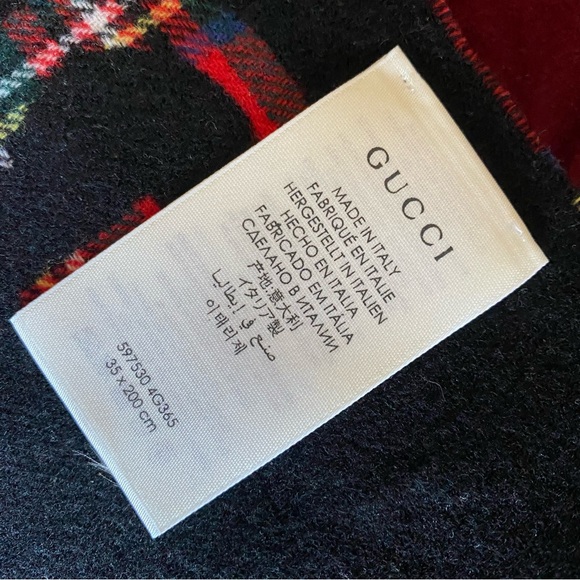 GUCCI
MADE IN ITALY
FABRIQUÉ EN ITALIE
HERGESTELLT IN ITALIEN
HECHO EN ITALIA
FABRICADO EM ITÁLIA
СДЕЛАНО В ИТАЛИИ
产地:意大利
イタリア製
صنع في إيطاليا
이태리제
597530 4G365
35 x 200 cm